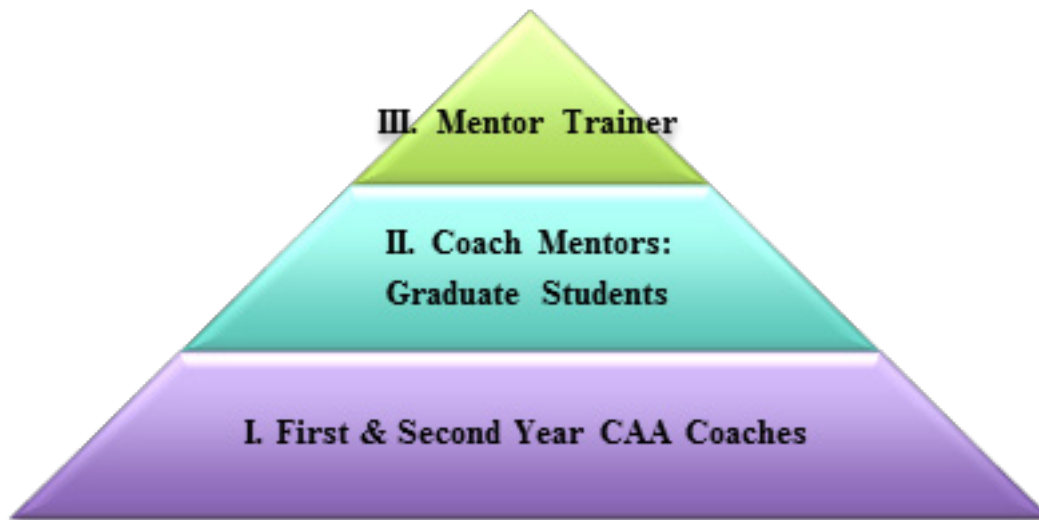 III. Mentor Trainer
II. Coach Mentors:
Graduate Students
I. First & Second Year CAA Coaches